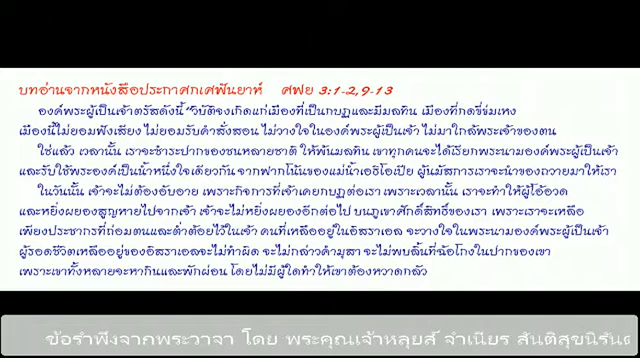 บทอ่านจากหนังสือประกาศกเศฟันยาห์ ศฟย 3:1-2,9-13
องค์พระผู้เป็นเจ้าตรัสดังนี้ “วิบัติจงเกิดแก่เมืองที่เป็นกบฏและมีมลทิน เมืองที่กดขี่ข่มเหง
เมืองนี้ไม่ยอมฟังเสียง ไม่ยอมรับคำสั่งสอน ไม่วางใจในองค์พระผู้เป็นเจ้า ไม่มาใกล้พระเจ้าของตน
ใช่แล้ว เวลานั้น เราจะชำระปากของชนหลายชาติ ให้พ้นมลทิน เขาทุกคนจะได้เรียกพระนามองค์พระผู้เป็นเจ้า
และรับใช้พระองค์เป็นน้ำหนึ่งใจเดียวกัน จากฟากโน้นของแม่น้ำเอธิโอเปีย ผู้นมัสการเราจะนำของถวายมาให้เรา
ในวันนั้น เจ้าจะไม่ต้องอับอาย เพราะกิจการที่เจ้าเคยกบฏต่อเรา เพราะเวลานั้น เราจะทำให้ผู้โอ้อวด
และหยิ่งผยองสูญหายไปจากเจ้า เจ้าจะไม่หยิ่งผยองอีกต่อไป บนภูเขาศักดิ์สิทธิ์ของเรา เพราะเราจะเหลือ
เพียงประชากรที่ถ่อมตนและต่ำต้อยไว้ในเจ้า คนที่เหลืออยู่ในอิสราเอล จะวางใจในพระนามองค์พระผู้เป็นเจ้า
ผู้รอดชีวิตเหลืออยู่ของอิสราเอลจะไม่ทำผิด จะไม่กล่าวคำมุสา จะไม่พบลิ้นที่ฉ้อโกงในปากของเขา
เพราะเขาทั้งหลายจะหากินและพักผ่อน โดยไม่มีผู้ใดทำให้เขาต้องหวาดกลัว
ข้อรำพึงจากพระวาจา โดย พระคุณเจ้าหลุยส์ จำเนียร สันติสุขนิรันด